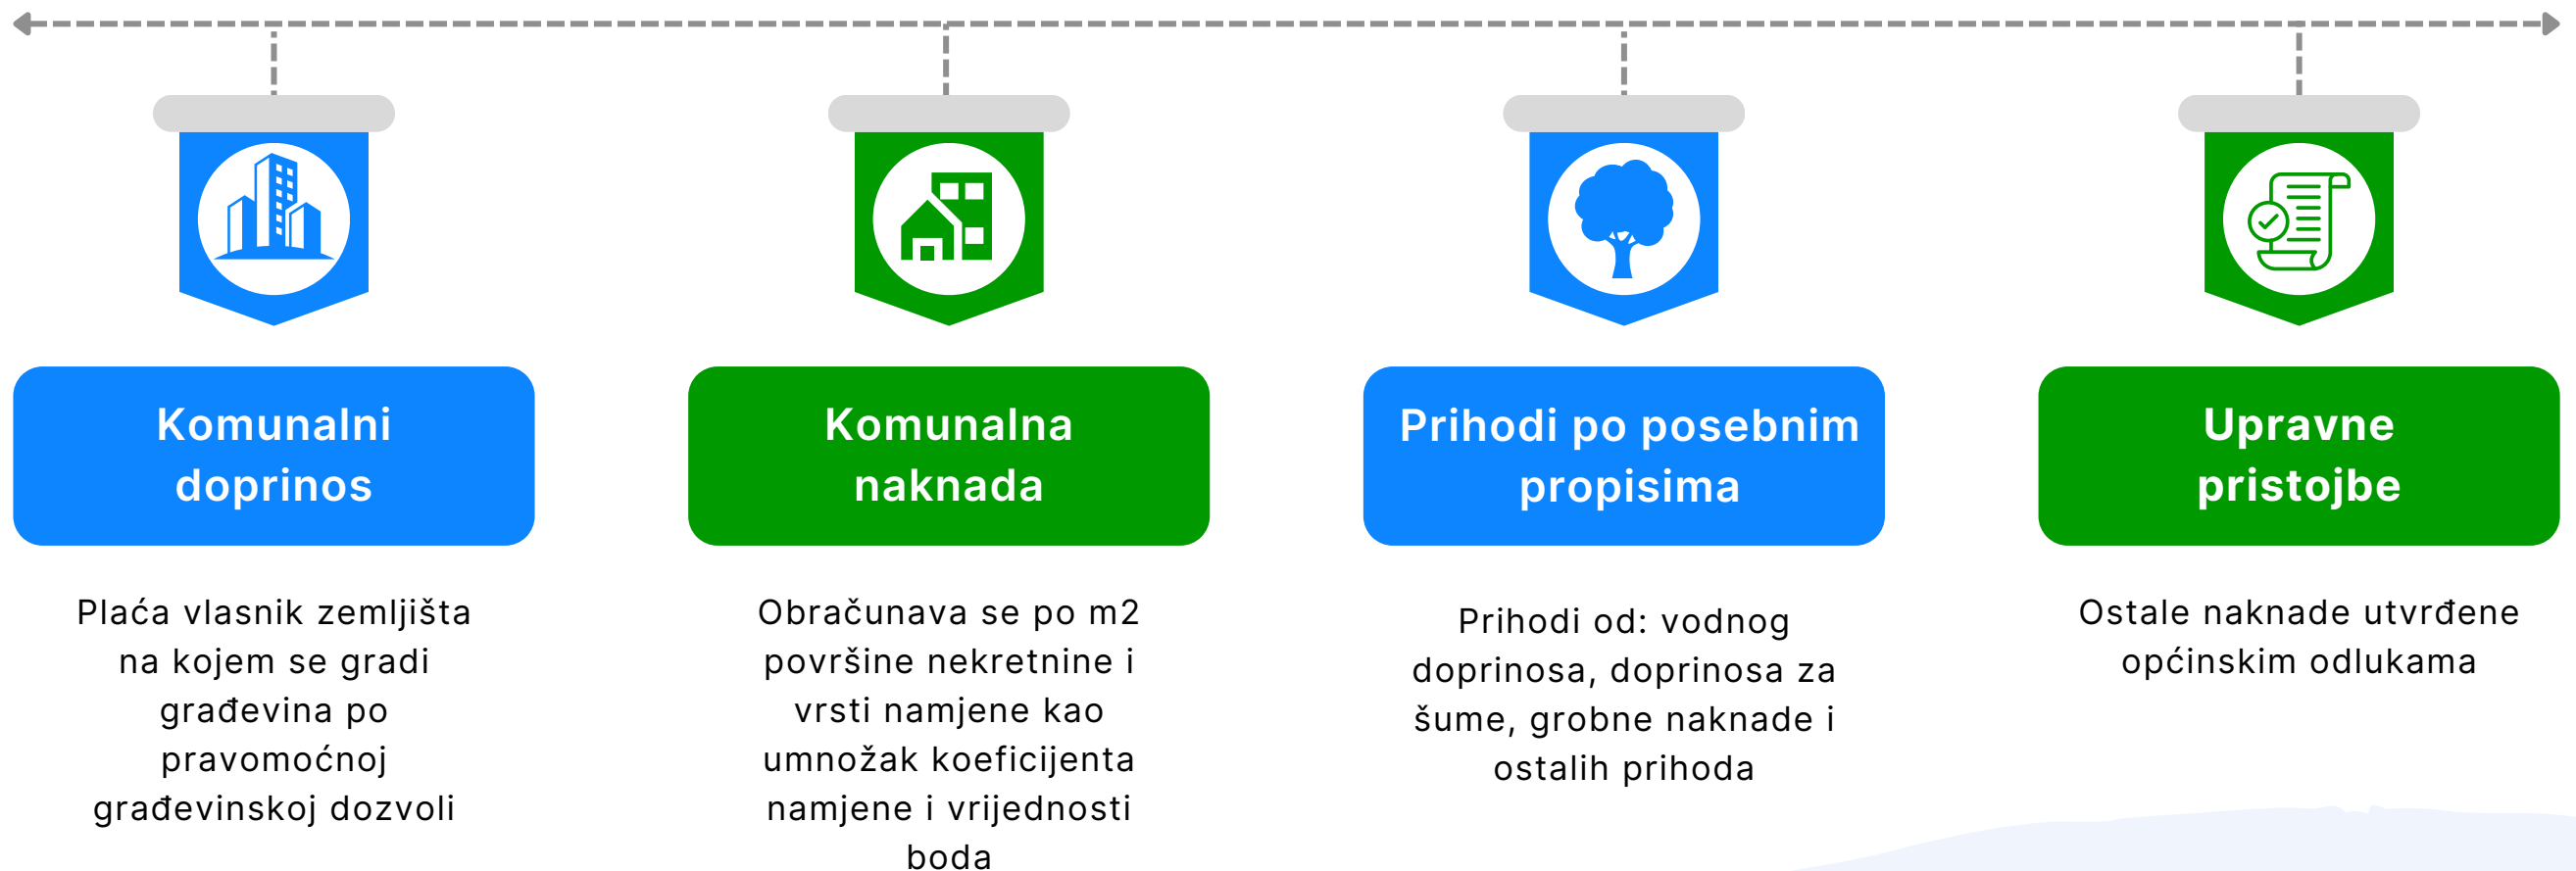 Komunalni
doprinos
Plaća vlasnik zemljišta
na kojem se gradi
građevina po
pravomoćnoj
građevinskoj dozvoli
Komunalna
naknada
Obračunava se po m2
površine nekretnine i
vrsti namjene kao
umnožak koeficijenta
namjene i vrijednosti
boda
Prihodi po posebnim
propisima
Prihodi od: vodnog
doprinosa, doprinosa za
šume, grobne naknade i
ostalih prihoda
Upravne
pristojbe
Ostale naknade utvrđene
općinskim odlukama